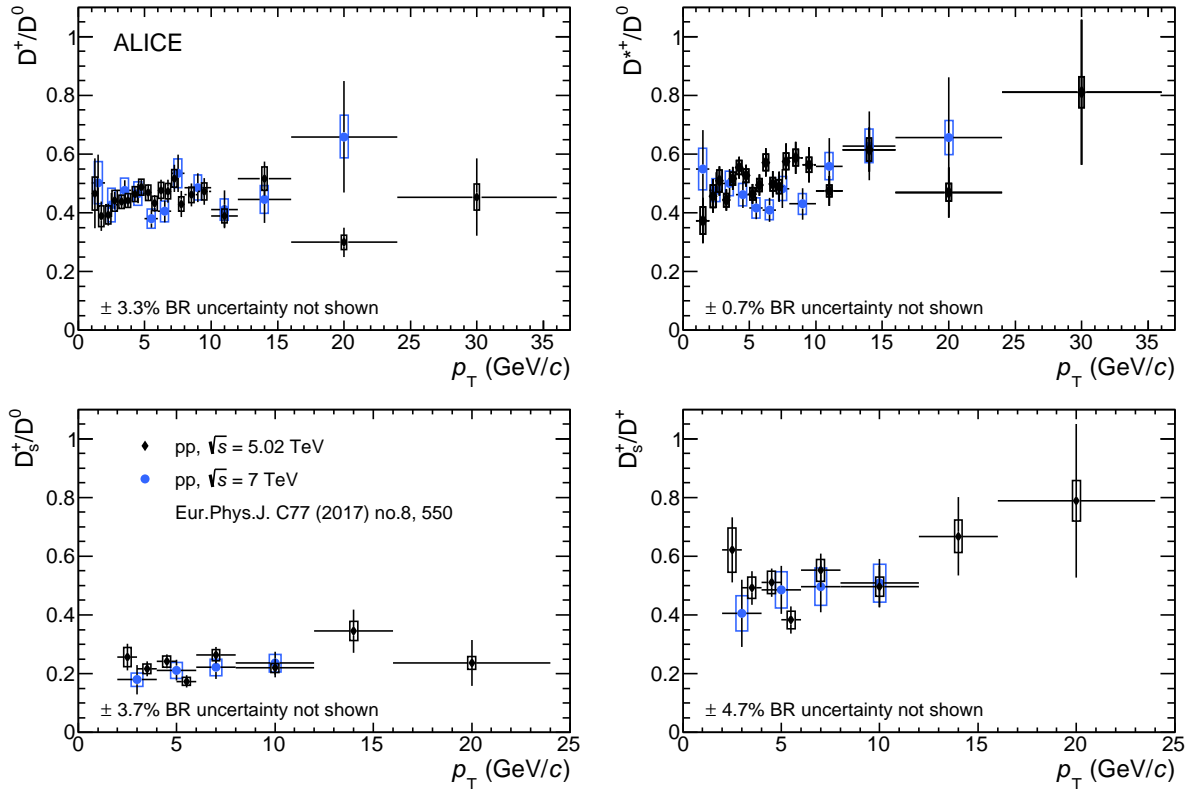 D⁺/D⁰
1
0.8
0.6
0.4
0.2
0
ALICE
± 3.3% BR uncertainty not shown
0 5 10 15 20 25 30 35
p_T (GeV/c)
D*⁺/D⁰
1
0.8
0.6
0.4
0.2
0
± 0.7% BR uncertainty not shown
0 5 10 15 20 25 30 35
p_T (GeV/c)
D_s⁺/D⁰
1
0.8
0.6
0.4
0.2
0
pp, √s = 5.02 TeV
pp, √s = 7 TeV
Eur.Phys.J. C77 (2017) no.8, 550
± 3.7% BR uncertainty not shown
0 5 10 15 20 25
p_T (GeV/c)
D_s⁺/D⁺
1
0.8
0.6
0.4
0.2
0
± 4.7% BR uncertainty not shown
0 5 10 15 20 25
p_T (GeV/c)